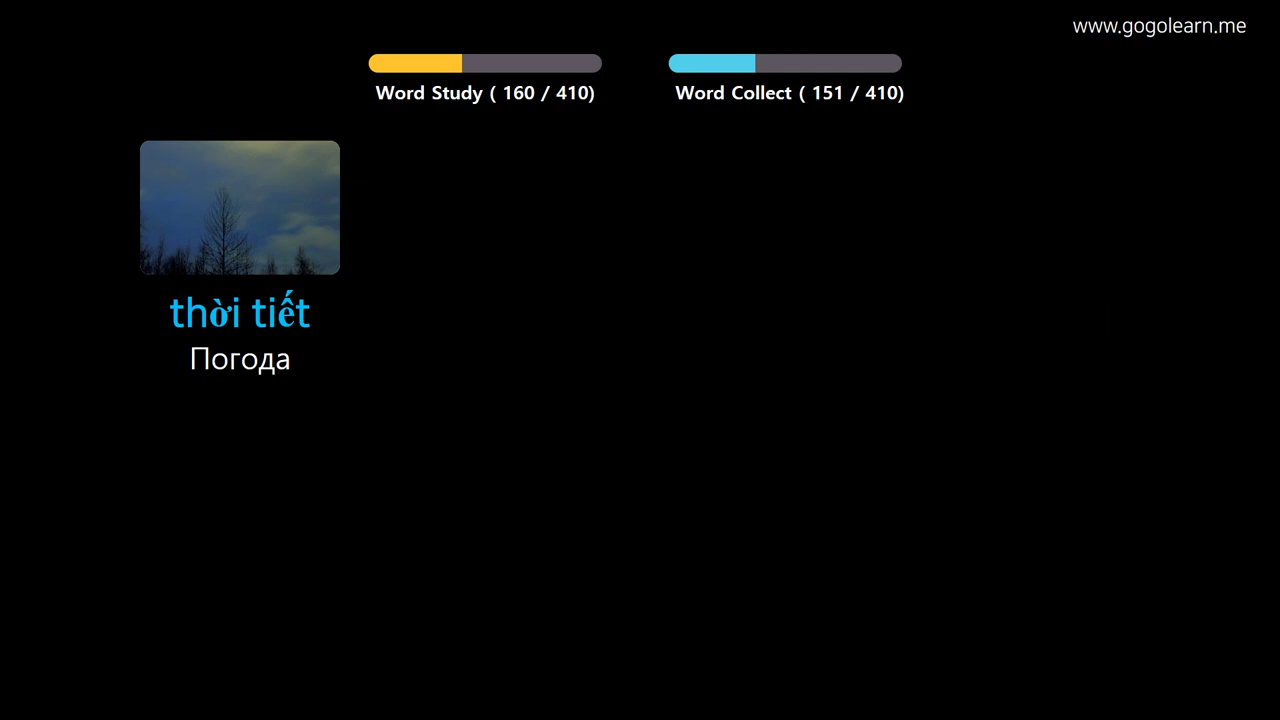 www.gogolearn.me
Word Study ( 160 / 410)
Word Collect ( 151 / 410)
thời tiết
Погода